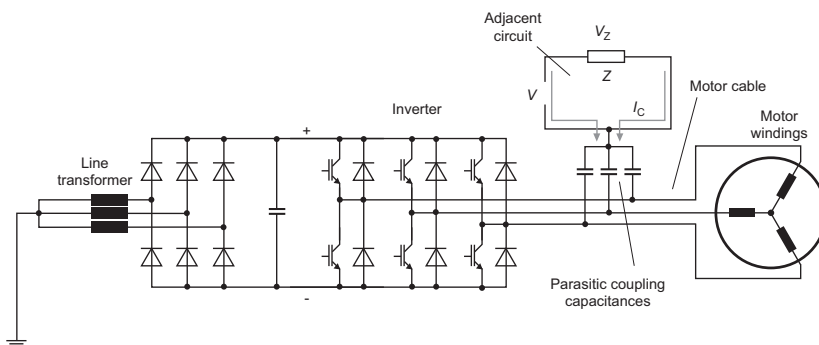 Adjacent
circuit
V_Z
Z
V
I_C
Motor cable
Inverter
Motor
windings
Line
transformer
+
-
Parasitic coupling
capacitances